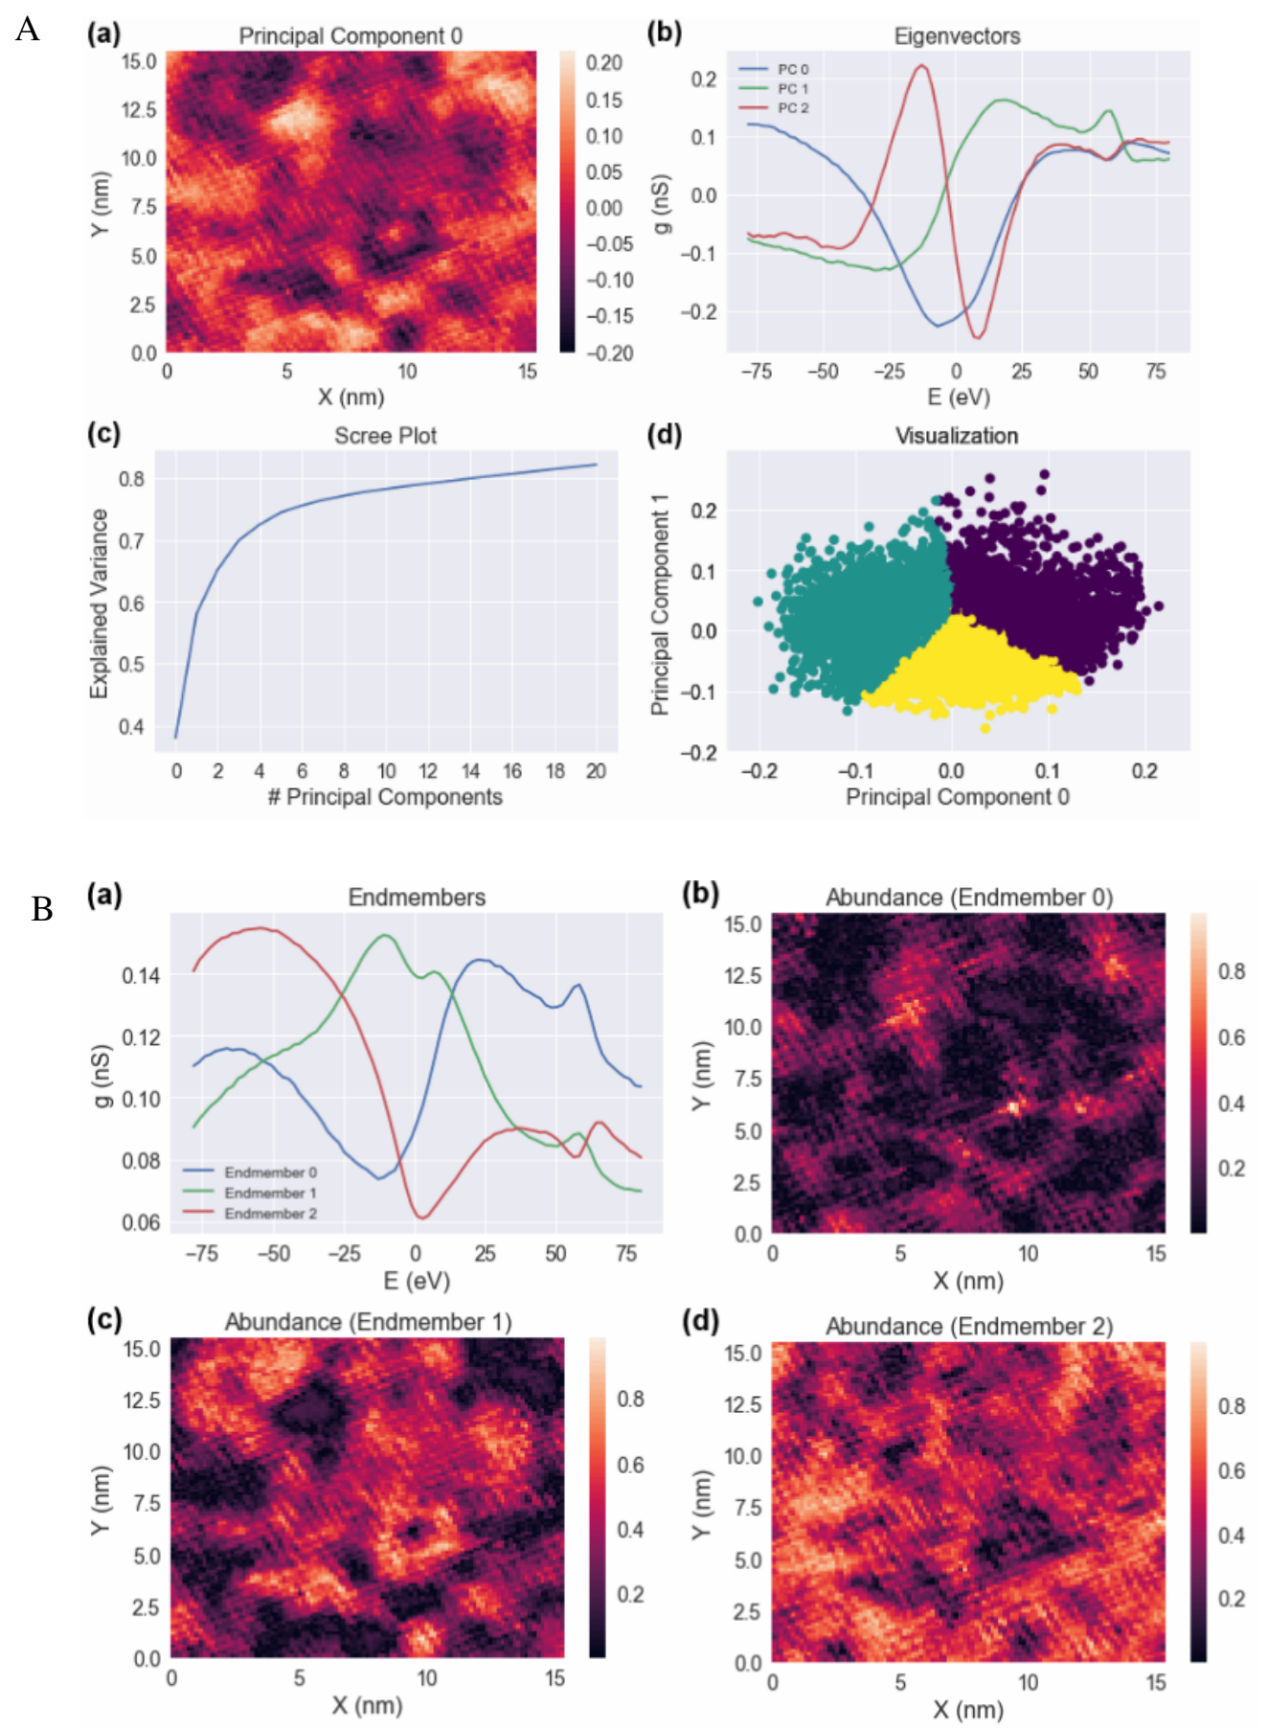 A
(a)
Principal Component 0
15.0
12.5
10.0
7.5
5.0
2.5
0.0
Y (nm)
0
5
10
15
X (nm)
0.20
0.15
0.10
0.05
0.00
−0.05
−0.10
−0.15
−0.20
(b)
Eigenvectors
PC 0
PC 1
PC 2
0.2
0.1
0.0
−0.1
−0.2
g (nS)
−75
−50
−25
0
25
50
75
E (eV)
(c)
Scree Plot
0.8
0.7
0.6
0.5
0.4
Explained Variance
0
2
4
6
8
10
12
14
16
18
20
# Principal Components
(d)
Visualization
0.2
0.1
0.0
−0.1
−0.2
Principal Component 1
−0.2
−0.1
0.0
0.1
0.2
Principal Component 0
B
(a)
Endmembers
0.14
0.12
0.10
0.08
0.06
g (nS)
Endmember 0
Endmember 1
Endmember 2
−75
−50
−25
0
25
50
75
E (eV)
(b)
Abundance (Endmember 0)
15.0
12.5
10.0
7.5
5.0
2.5
0.0
Y (nm)
0
5
10
15
X (nm)
0.8
0.6
0.4
0.2
(c)
Abundance (Endmember 1)
15.0
12.5
10.0
7.5
5.0
2.5
0.0
Y (nm)
0
5
10
15
X (nm)
0.8
0.6
0.4
0.2
(d)
Abundance (Endmember 2)
15.0
12.5
10.0
7.5
5.0
2.5
0.0
Y (nm)
0
5
10
15
X (nm)
0.8
0.6
0.4
0.2